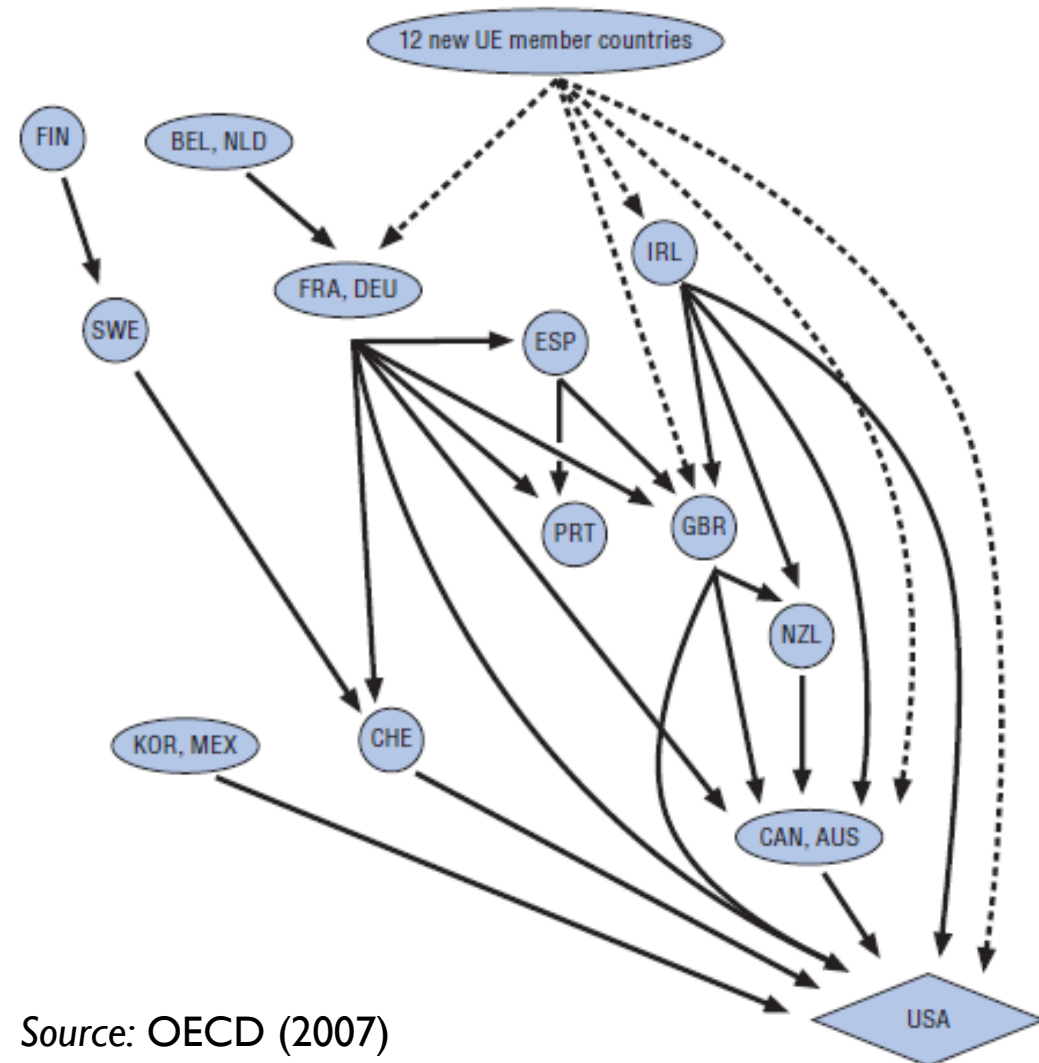 12 new UE member countries
FIN
BEL, NLD
IRL
FRA, DEU
SWE
ESP
PRT
GBR
NZL
KOR, MEX
CHE
CAN, AUS
USA
Source: OECD (2007)